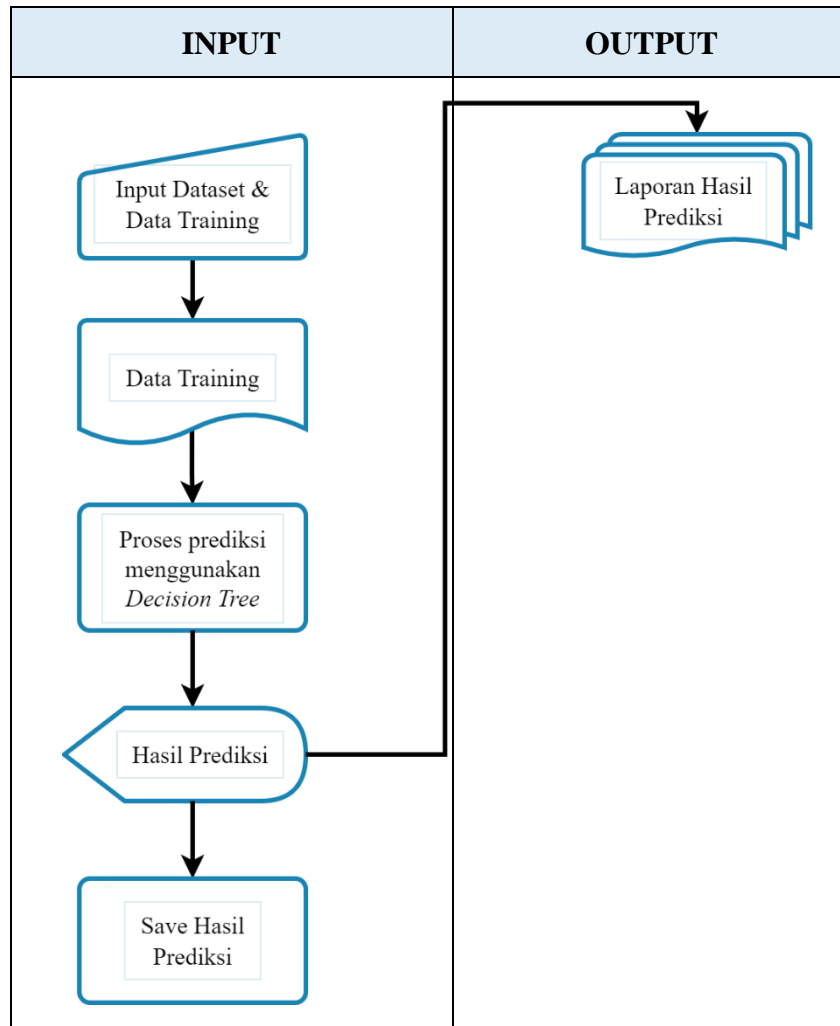 INPUT
OUTPUT
Input Dataset &
Data Training
Data Training
Proses prediksi
menggunakan
Decision Tree
Hasil Prediksi
Save Hasil
Prediksi
Laporan Hasil
Prediksi